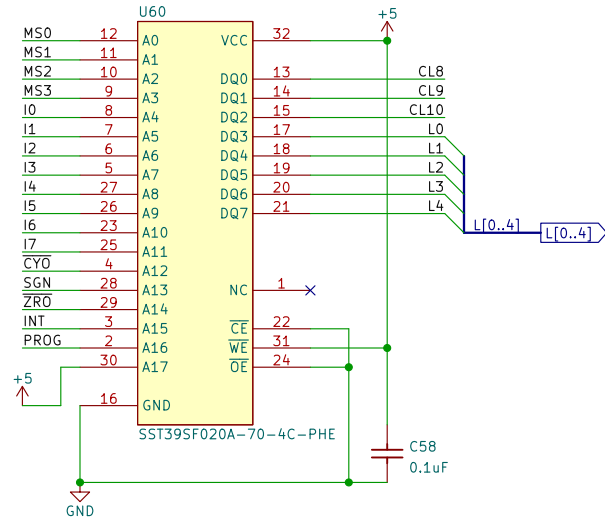 U60
+5
MS0 12 A0 VCC 32
MS1 11 A1
MS2 10 A2 DQ0 13 CL8
MS3 9 A3 DQ1 14 CL9
I0 8 A4 DQ2 15 CL10
I1 7 A5 DQ3 17 L0
I2 6 A6 DQ4 18 L1
I3 5 A7 DQ5 19 L2
I4 27 A8 DQ6 20 L3
I5 26 A9 DQ7 21 L4
I6 23 A10 L[0..4] L[0..4]
I7 25 A11
CYO 4 A12
SGN 28 A13 NC 1
ZRO 29 A14
INT 3 A15 CE 22
PROG 2 A16 WE 31
30 A17 OE 24
+5
16 GND
SST39SF020A-70-4C-PHE
C58
0.1uF
GND